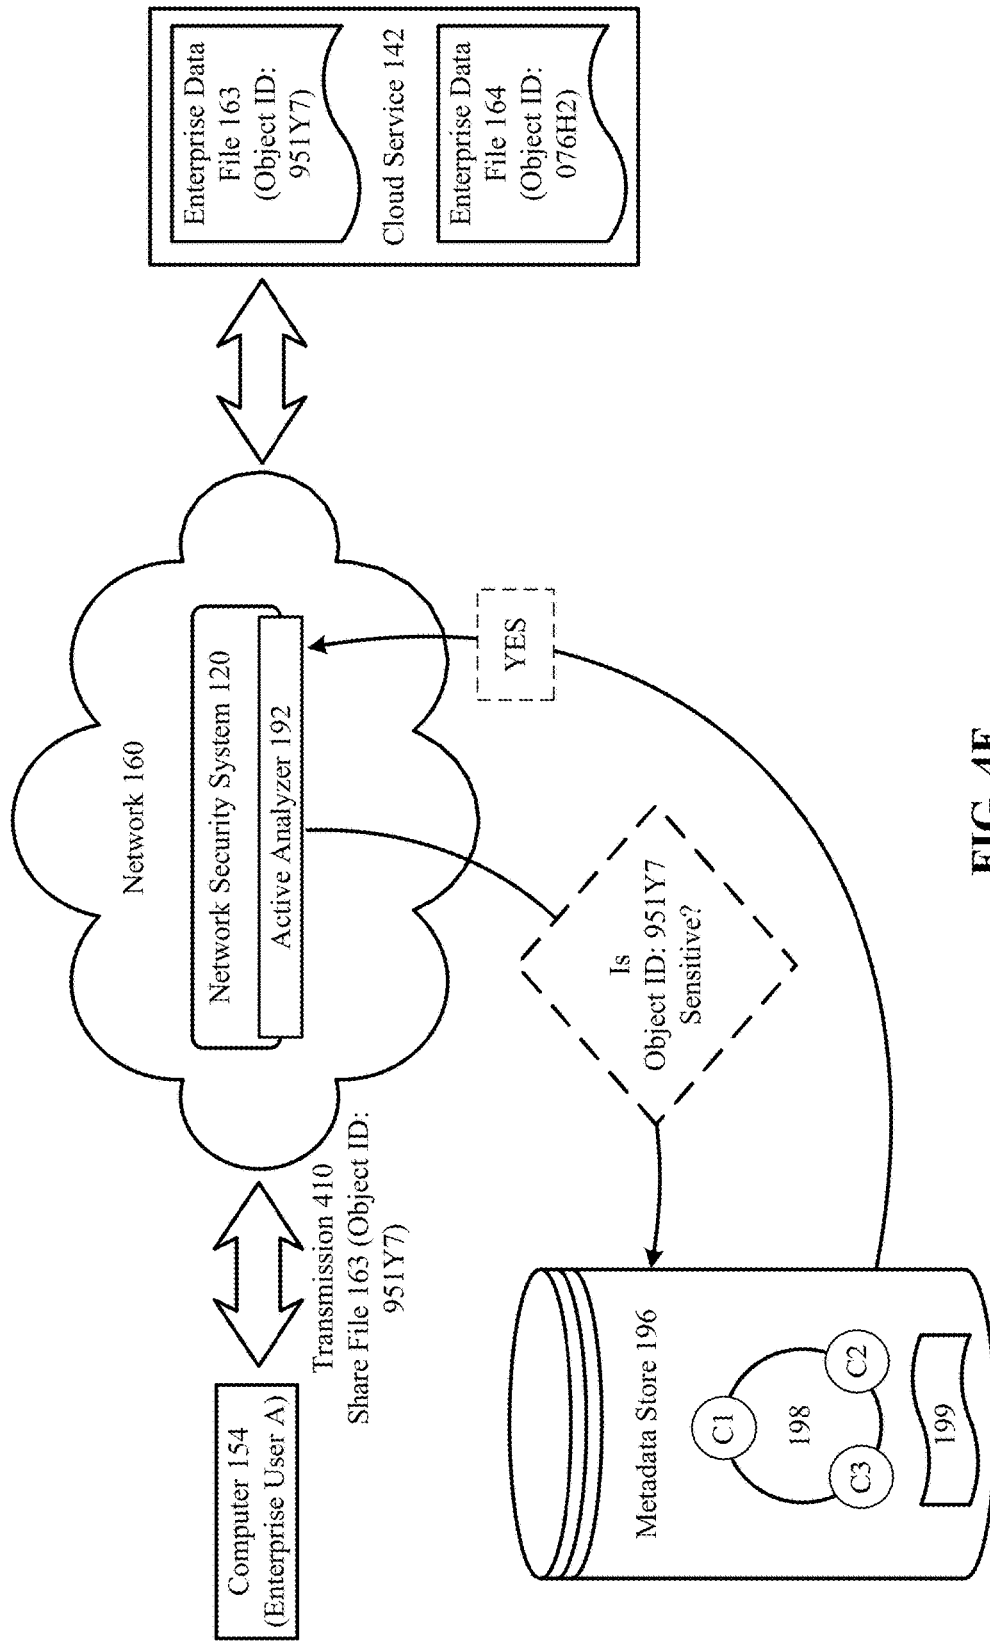 Network 160
Network Security System 120
Active Analyzer 192
Computer 154
(Enterprise User A)
Transmission 410
Share File 163 (Object ID:
951Y7)
Enterprise Data
File 163
(Object ID:
951Y7)
Cloud Service 142
Enterprise Data
File 164
(Object ID:
076H2)
YES
Is
Object ID: 951Y7
Sensitive?
Metadata Store 196
C1
198
C3
C2
199
FIG.